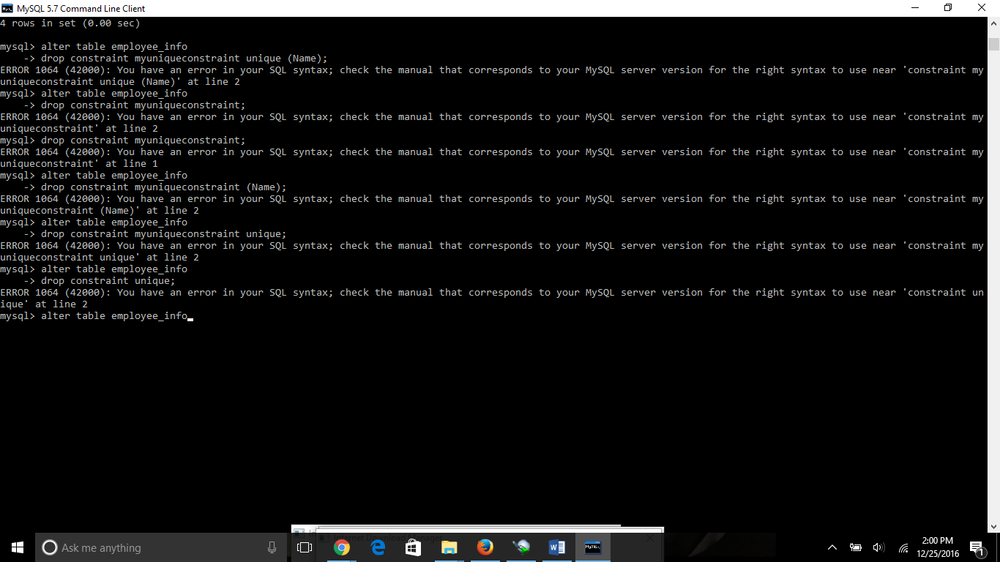 MySQL 5.7 Command Line Client
4 rows in set (0.00 sec)
mysql> alter table employee_info
    -> drop constraint myuniqueconstraint unique (Name);
ERROR 1064 (42000): You have an error in your SQL syntax; check the manual that corresponds to your MySQL server version for the right syntax to use near 'constraint my
uniqueconstraint unique (Name)' at line 2
mysql> alter table employee_info
    -> drop constraint myuniqueconstraint;
ERROR 1064 (42000): You have an error in your SQL syntax; check the manual that corresponds to your MySQL server version for the right syntax to use near 'constraint my
uniqueconstraint' at line 2
mysql> drop constraint myuniqueconstraint;
ERROR 1064 (42000): You have an error in your SQL syntax; check the manual that corresponds to your MySQL server version for the right syntax to use near 'constraint my
uniqueconstraint' at line 1
mysql> alter table employee_info
    -> drop constraint myuniqueconstraint (Name);
ERROR 1064 (42000): You have an error in your SQL syntax; check the manual that corresponds to your MySQL server version for the right syntax to use near 'constraint my
uniqueconstraint (Name)' at line 2
mysql> alter table employee_info
    -> drop constraint myuniqueconstraint unique;
ERROR 1064 (42000): You have an error in your SQL syntax; check the manual that corresponds to your MySQL server version for the right syntax to use near 'constraint my
uniqueconstraint unique' at line 2
mysql> alter table employee_info
    -> drop constraint unique;
ERROR 1064 (42000): You have an error in your SQL syntax; check the manual that corresponds to your MySQL server version for the right syntax to use near 'constraint un
ique' at line 2
mysql> alter table employee_info
Internet Download Manager
Ask me anything
2:00 PM
12/25/2016
1